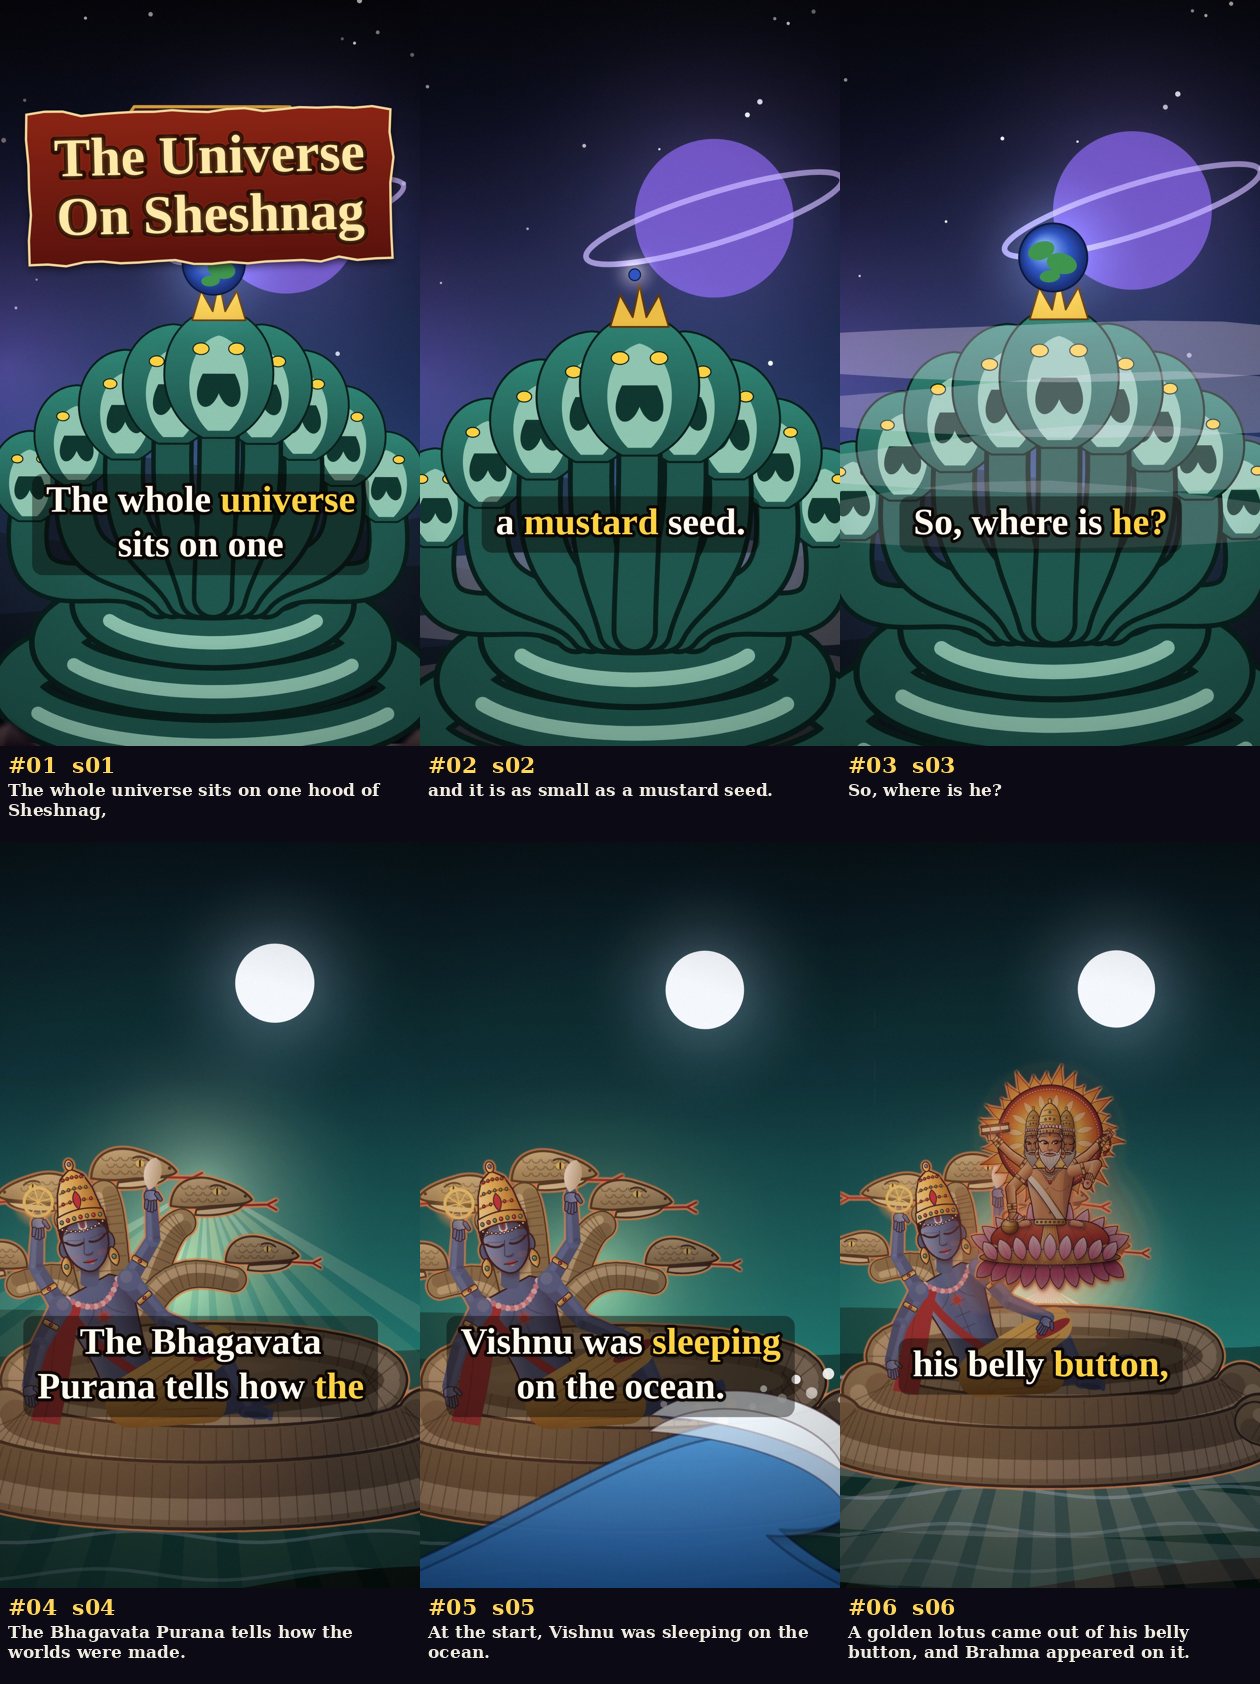 The Universe
On Sheshnag
The whole universe
sits on one
#01 s01
The whole universe sits on one hood of
Sheshnag,
a mustard seed.
#02 s02
and it is as small as a mustard seed.
So, where is he?
#03 s03
So, where is he?
The Bhagavata
Purana tells how the
#04 s04
The Bhagavata Purana tells how the
worlds were made.
Vishnu was sleeping
on the ocean.
#05 s05
At the start, Vishnu was sleeping on the
ocean.
his belly button,
#06 s06
A golden lotus came out of his belly
button, and Brahma appeared on it.